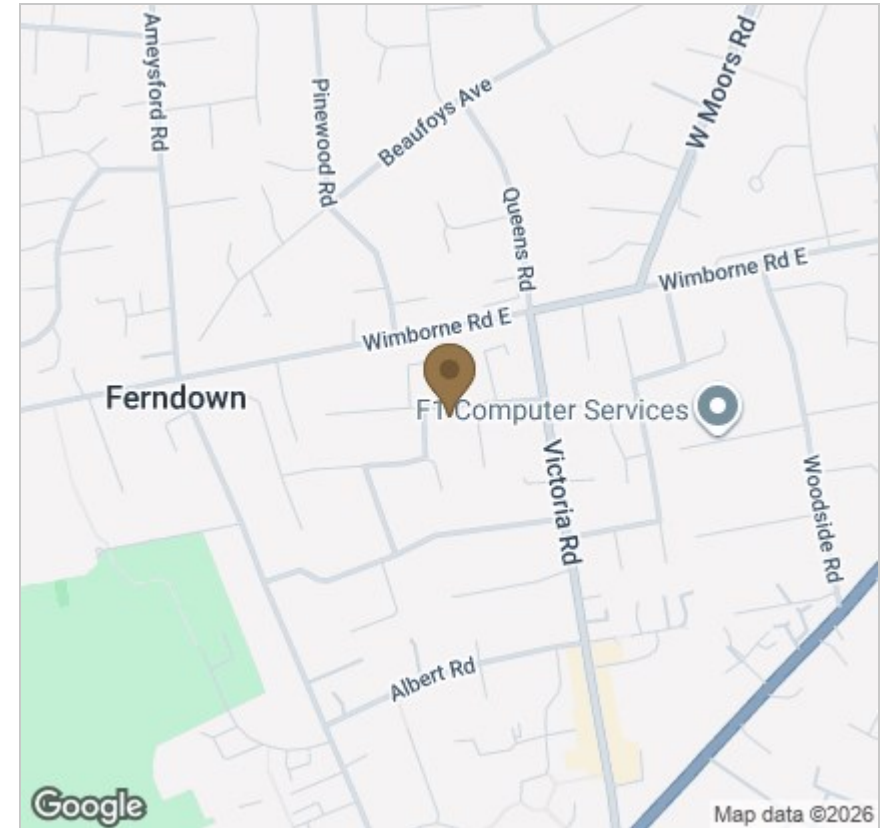 Ameysford Rd
Pinewood Rd
Beaufoys Ave
W Moors Rd
Queens Rd
Wimborne Rd E
Wimborne Rd E
Ferndown
F1 Computer Services
Victoria Rd
Woodside Rd
Albert Rd
Google
Map data ©2026